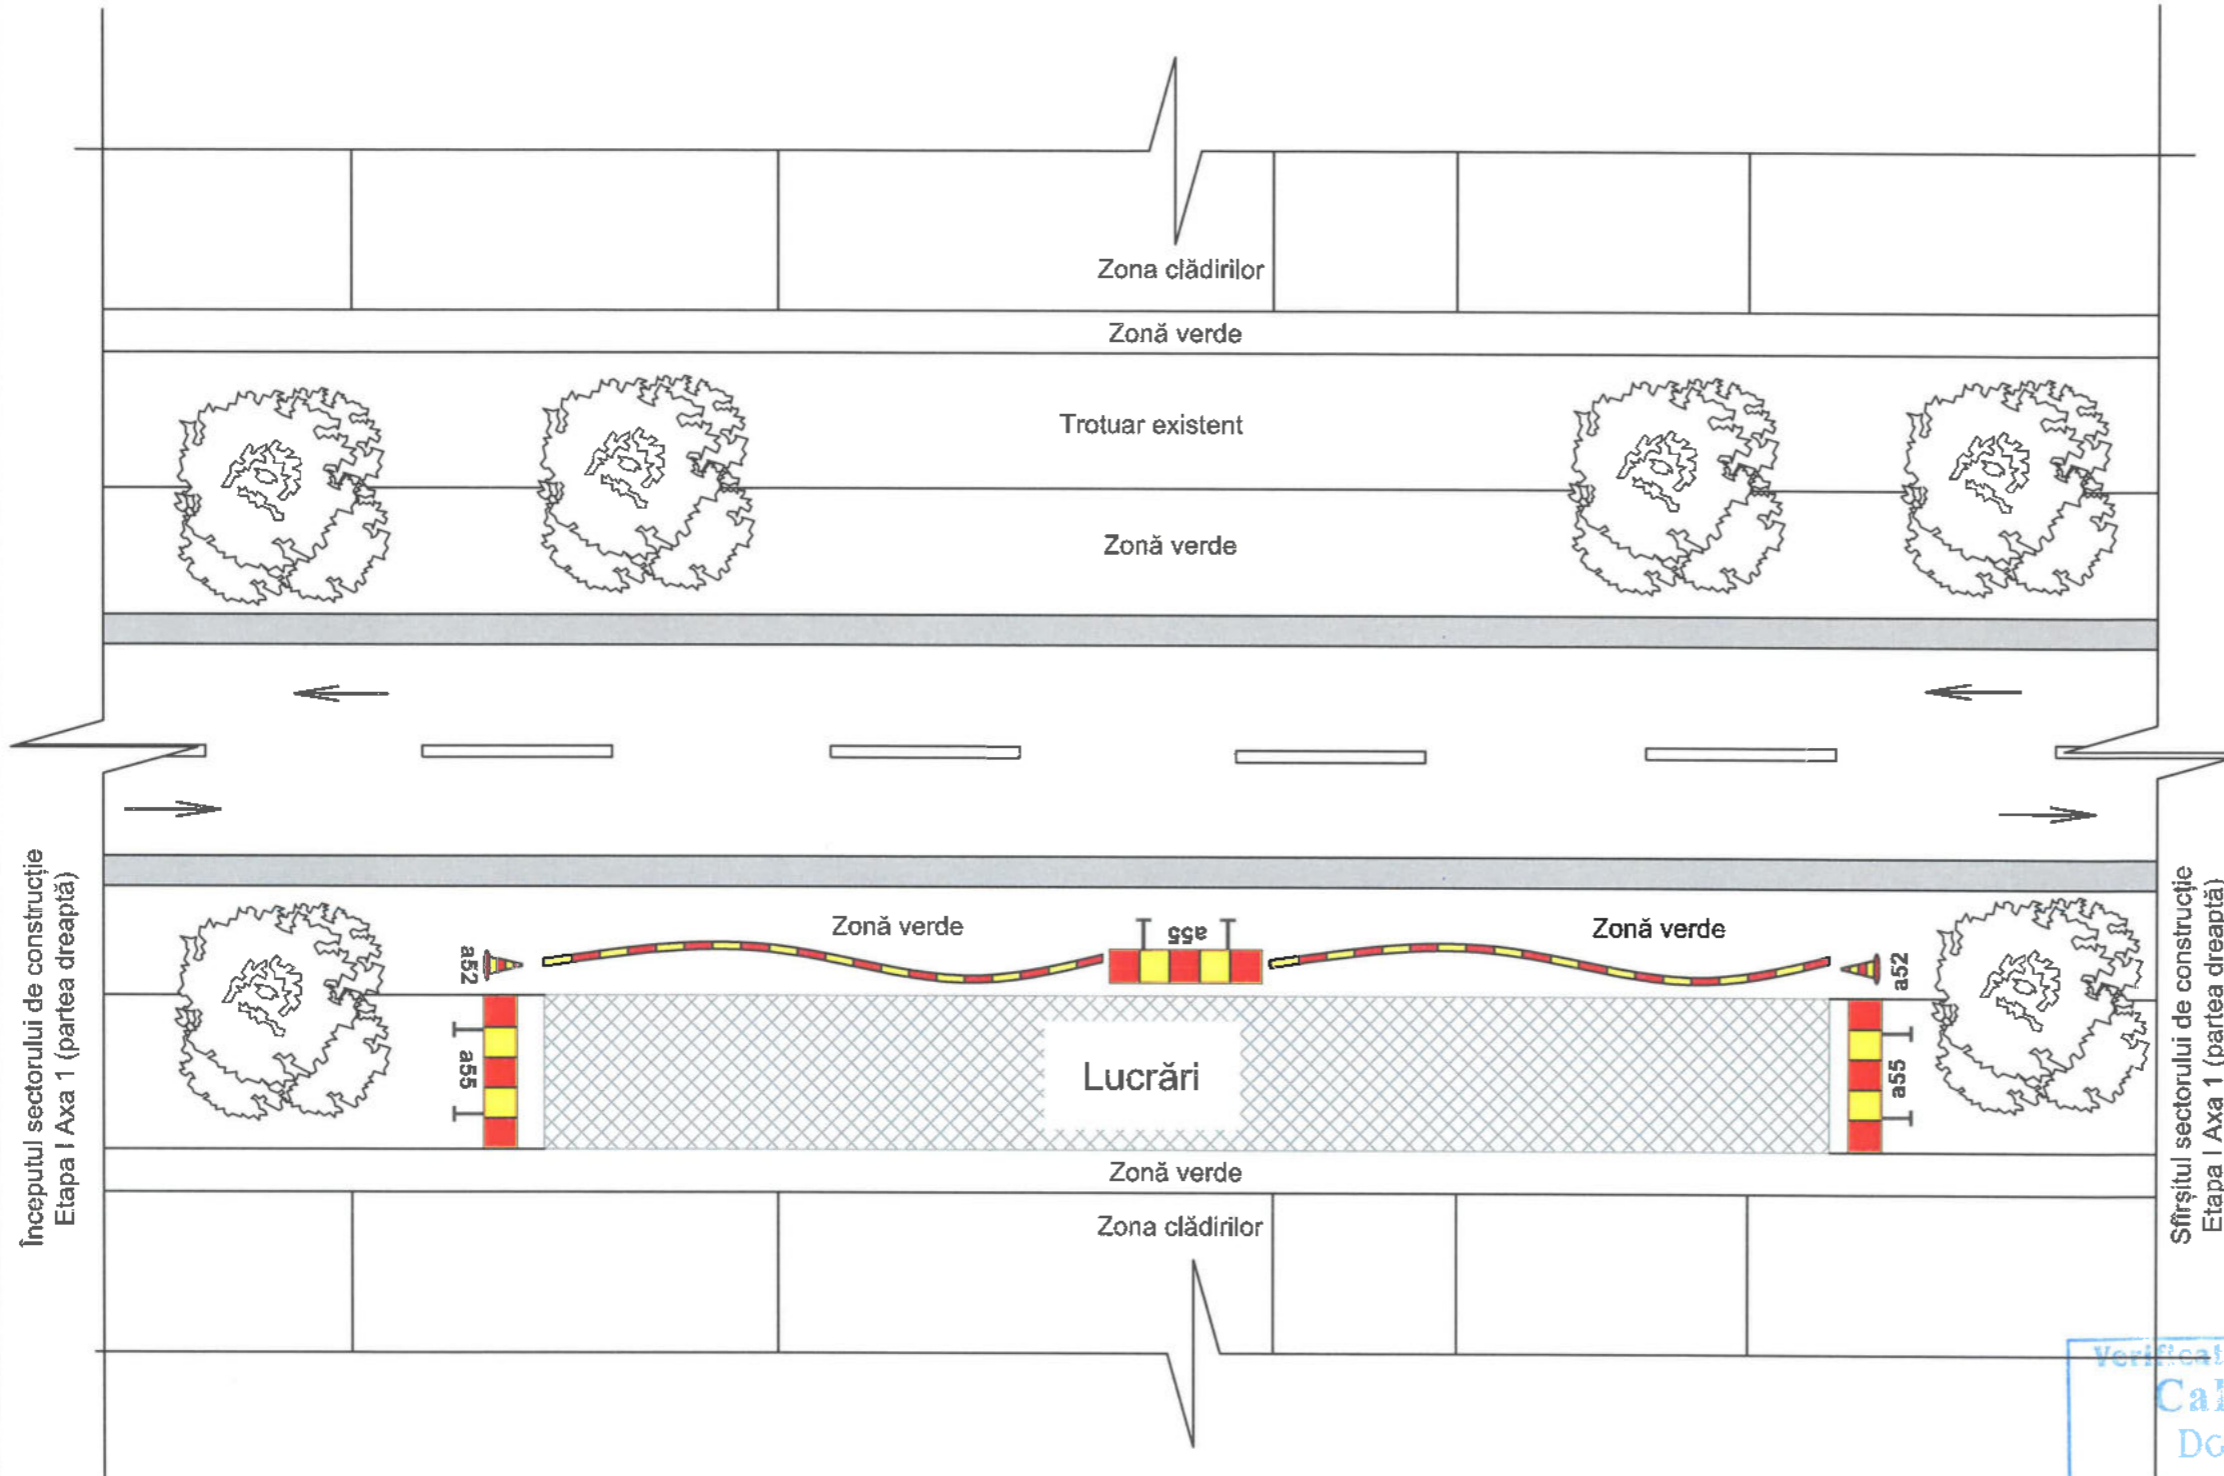 Zona clădirilor
Zonă verde
Trotuar existent
Zonă verde
Începutul sectorului de construcție
Etapa I Axa 1 (partea dreaptă)
Sfîrșitul sectorului de construcție
Etapa I Axa 1 (partea dreaptă)
Zonă verde
a55
Zonă verde
a52
a52
a55
Lucrări
a55
Zonă verde
Zona clădirilor